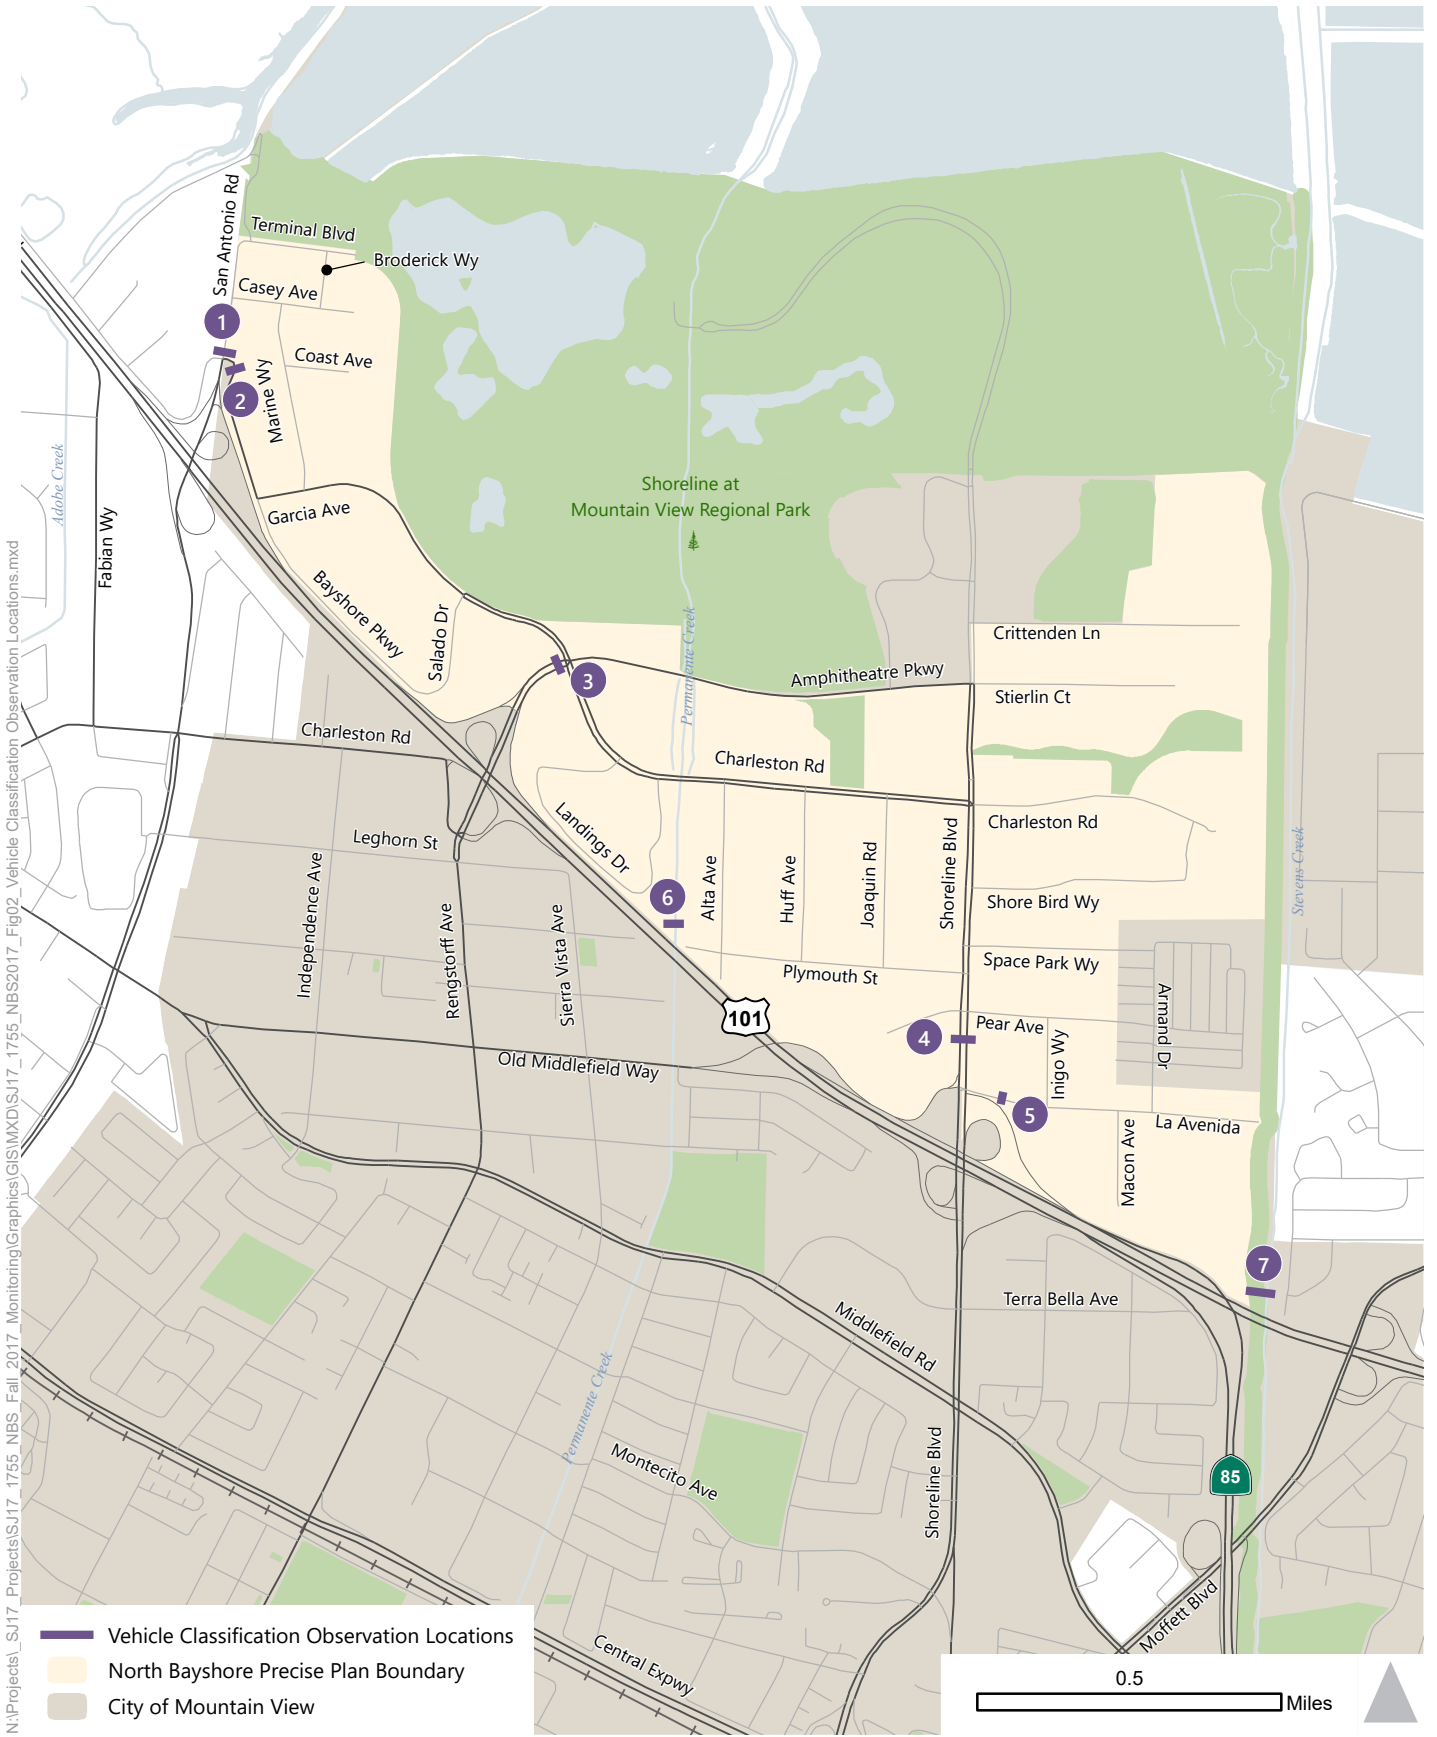 San Antonio Rd
Terminal Blvd
Broderick Wy
Casey Ave
1
Coast Ave
Marine Wy
2
Adobe Creek
Fabian Wy
Garcia Ave
Shoreline at
Mountain View Regional Park
Bayshore Pkwy
Salado Dr
Permanente Creek
Crittenden Ln
3
Amphitheatre Pkwy
Stierlin Ct
Charleston Rd
Charleston Rd
Charleston Rd
Landings Dr
Leghorn St
Independence Ave
Rengstorff Ave
Sierra Vista Ave
6
Alta Ave
Huff Ave
Joaquin Rd
Shoreline Blvd
Shore Bird Wy
Stevens Creek
Space Park Wy
Plymouth St
101
4
Pear Ave
Inigo Wy
Armand Dr
Old Middlefield Way
5
La Avenida
Macon Ave
7
Terra Bella Ave
Middlefield Rd
Permanente Creek
Montecito Ave
Shoreline Blvd
85
Moffett Blvd
Central Expwy
Vehicle Classification Observation Locations
North Bayshore Precise Plan Boundary
City of Mountain View
0.5
Miles
N:\Projects\_SJ17_Projects\SJ17_1755_NBS_Fall_2017_Monitoring\Graphics\GIS\MXD\SJ17_1755_NBS2017_Fig02_Vehicle Classification Observation Locations.mxd